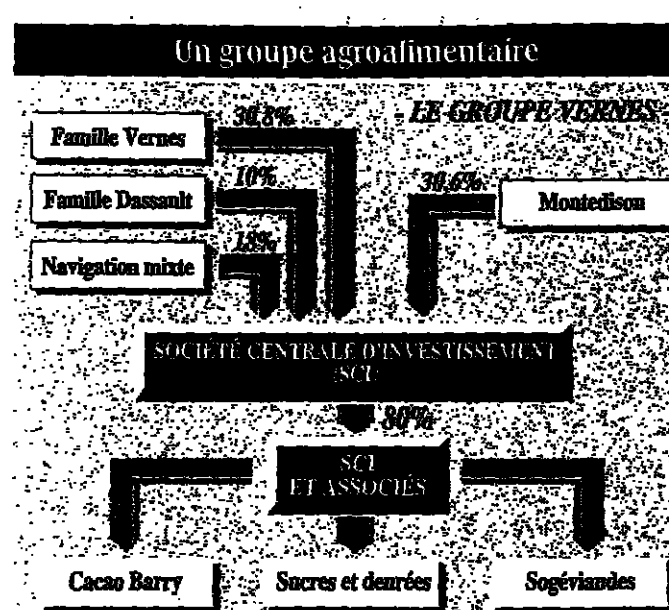 Un groupe agroalimentaire
LE GROUPE VERNES
30,8%
Famille Vernes
10%
Famille Dassault
30,6%
Montedison
13%
Navigation mixte
SOCIÉTÉ CENTRALE D'INVESTISSEMENT
(SCI)
80%
SCI
ET ASSOCIÉS
Cacao Barry
Sucres et denrées
Sogéviandes